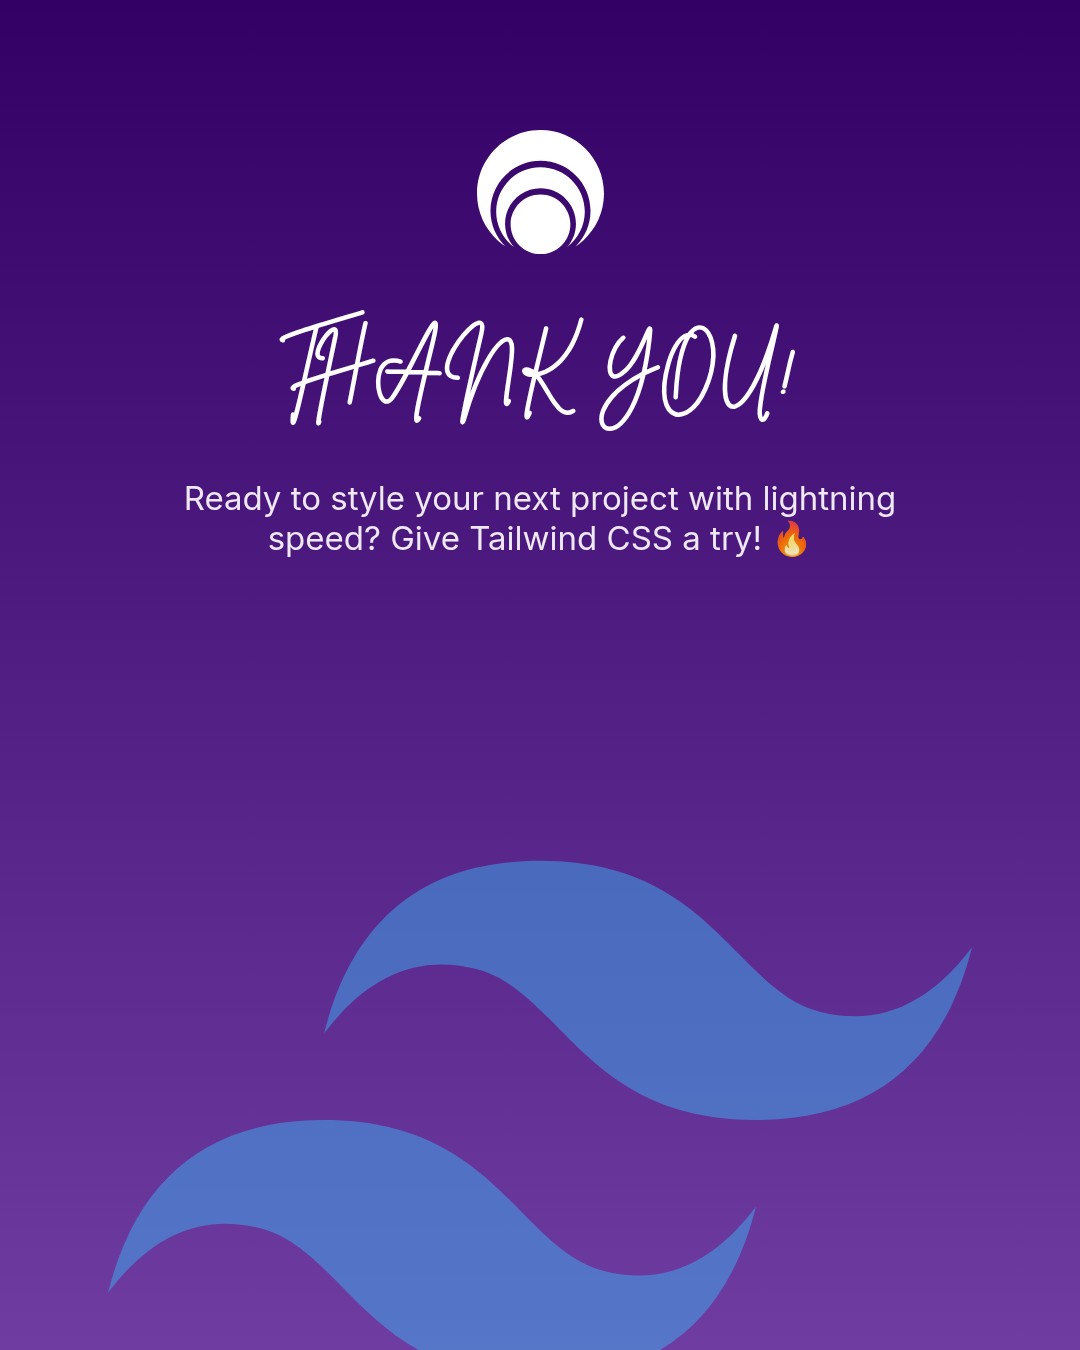 THANK YOU!
Ready to style your next project with lightning
speed? Give Tailwind CSS a try! 🔥